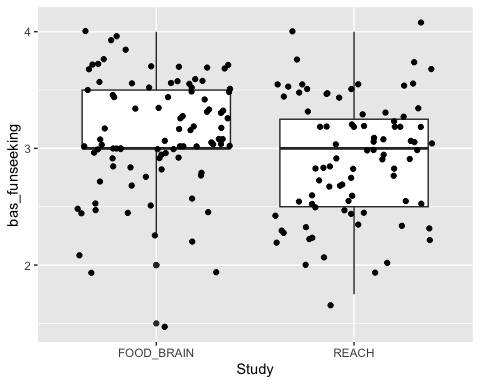 bas_funseeking
4
3
2
FOOD_BRAIN REACH
Study